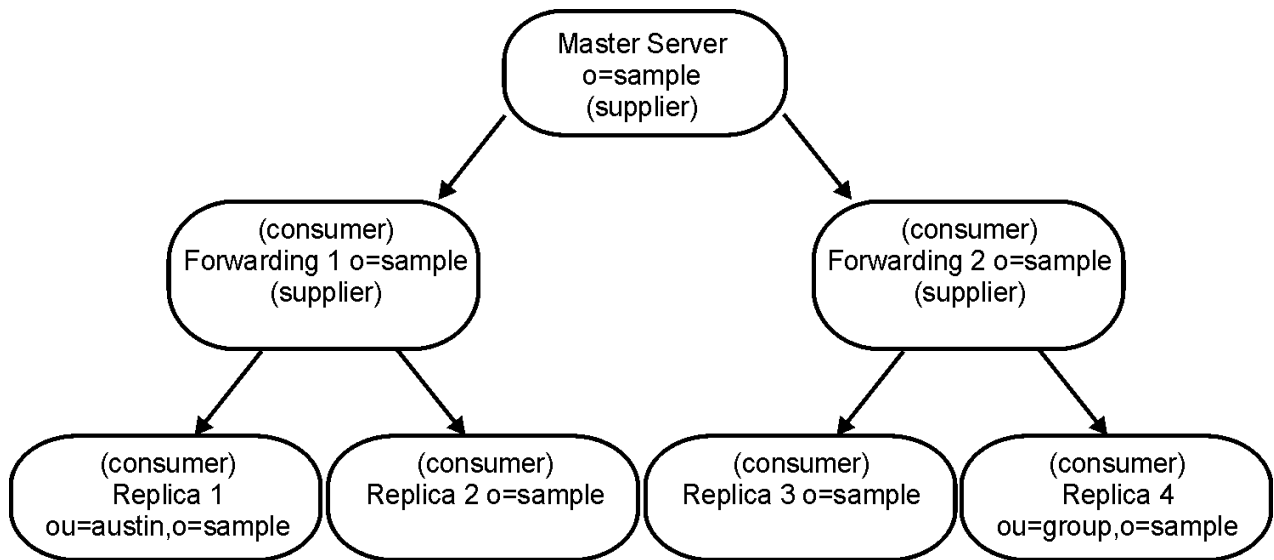 Master Server
o=sample
(supplier)
(consumer)
Forwarding 1 o=sample
(supplier)
(consumer)
Forwarding 2 o=sample
(supplier)
(consumer)
Replica 1
ou=austin,o=sample
(consumer)
Replica 2 o=sample
(consumer)
Replica 3 o=sample
(consumer)
Replica 4
ou=group,o=sample